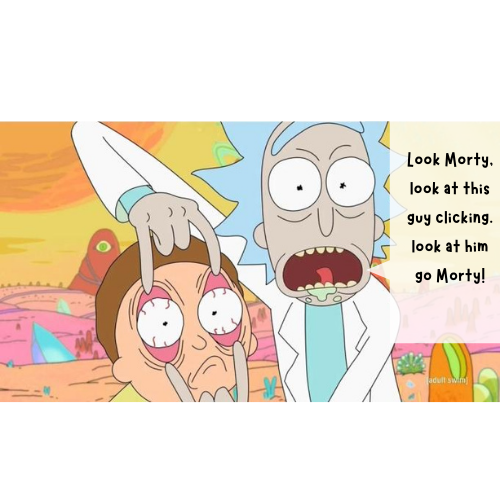 Look Morty,
look at this
guy clicking.
look at him
go Morty!
[adult swim]